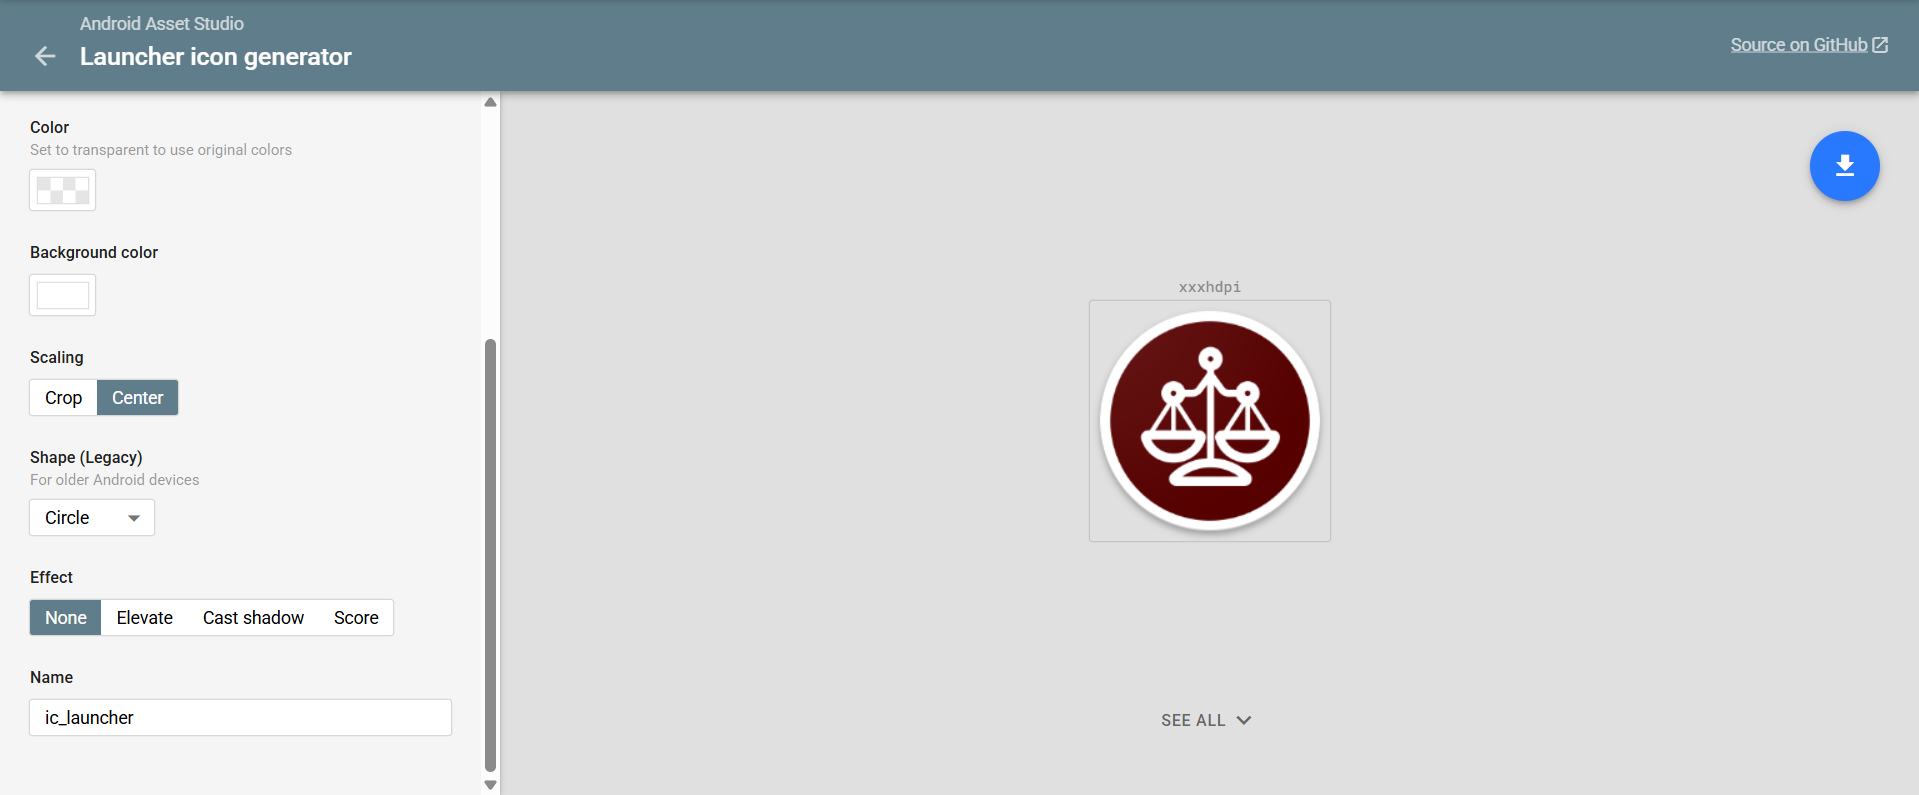 Android Asset Studio
Launcher icon generator
Source on GitHub
Color
Set to transparent to use original colors
Background color
Scaling
Crop Center
Shape (Legacy)
For older Android devices
Circle
Effect
None Elevate Cast shadow Score
Name
ic_launcher
xxxhdpi
SEE ALL